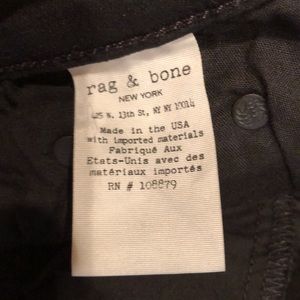 rag & bone
NEW YORK
425 W. 13th St, NY NY 10014
Made in the USA
with imported materials
Fabriqué Aux
Etats-Unis avec des
matériaux importés
RN # 108879